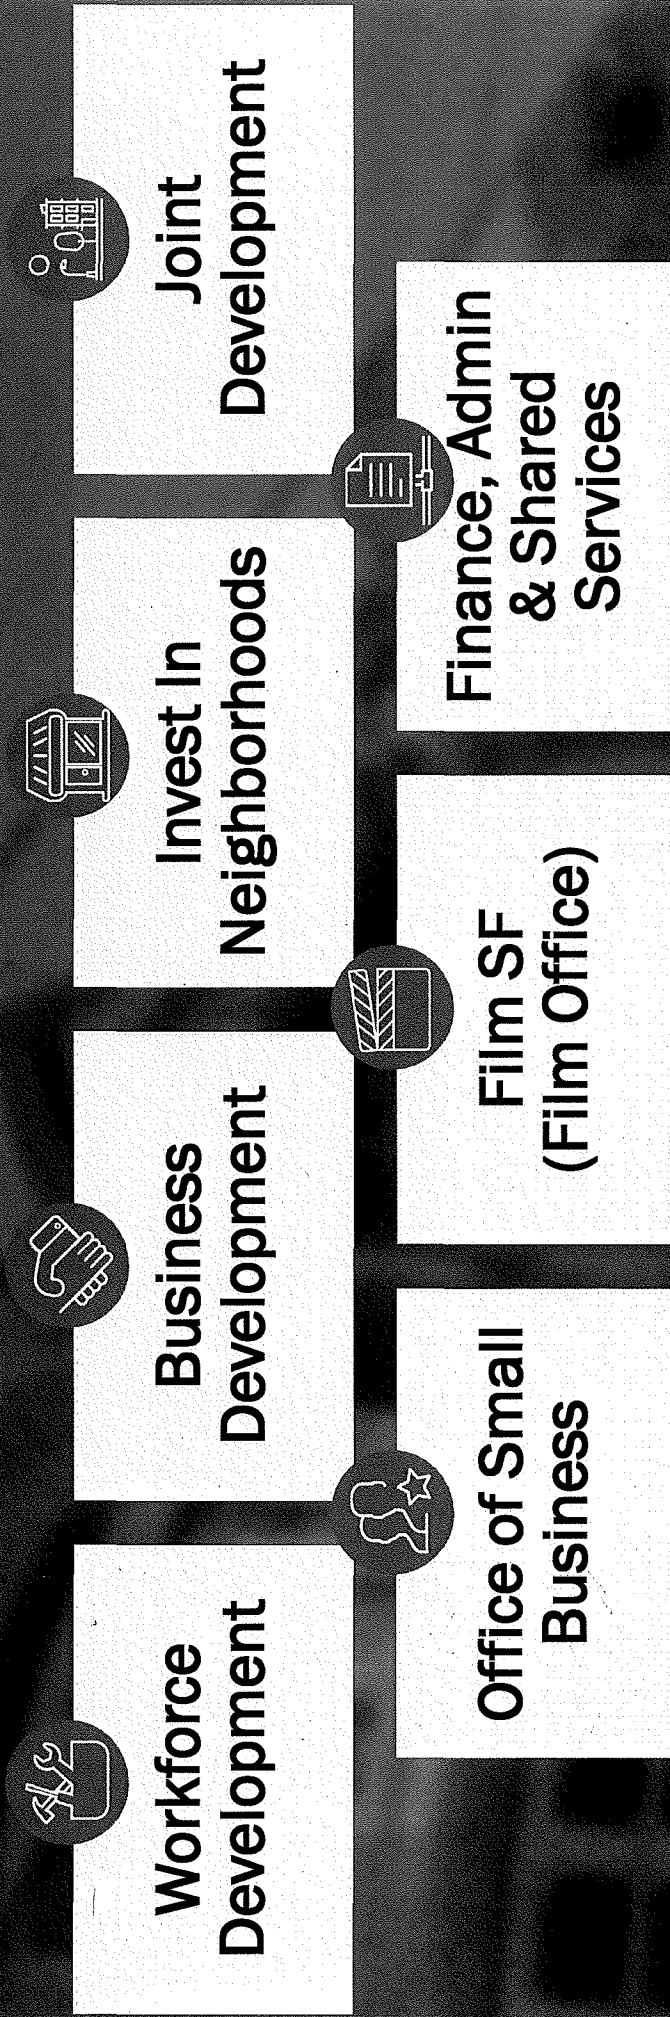 Workforce
Development
Business
Development
Invest In
Neighborhoods
Joint
Development
Office of Small
Business
Film SF
(Film Office)
Finance, Admin
& Shared
Services